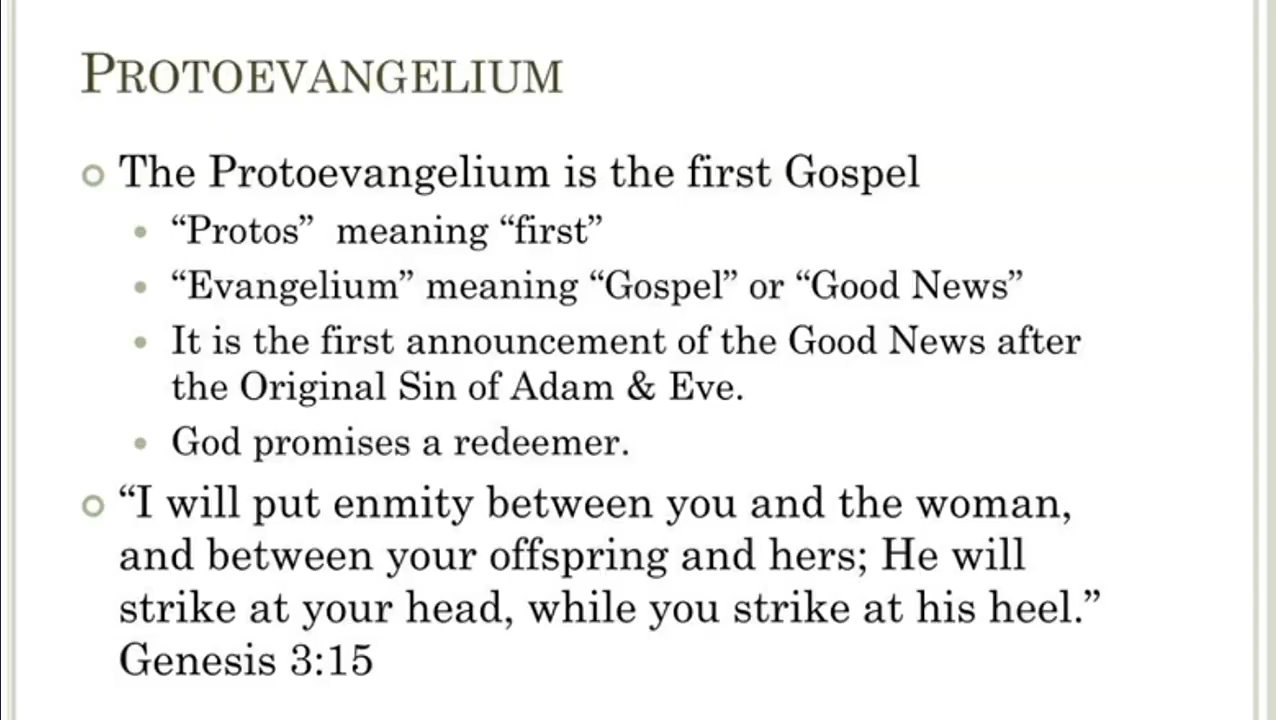 PROTOEVANGELIUM
The Protoevangelium is the first Gospel
“Protos” meaning “first”
“Evangelium” meaning “Gospel” or “Good News”
It is the first announcement of the Good News after
the Original Sin of Adam & Eve.
God promises a redeemer.
“I will put enmity between you and the woman,
and between your offspring and hers; He will
strike at your head, while you strike at his heel.”
Genesis 3:15